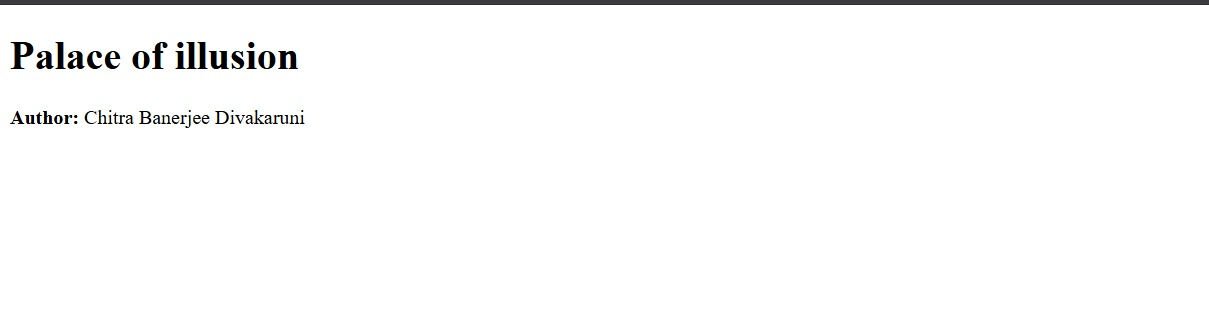 Palace of illusion
Author: Chitra Banerjee Divakaruni